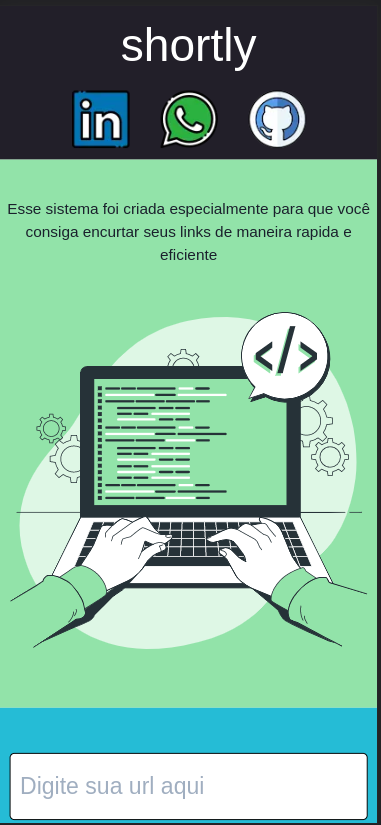 shortly
in
Esse sistema foi criada especialmente para que você
consiga encurtar seus links de maneira rapida e
eficiente
</>
Digite sua url aqui